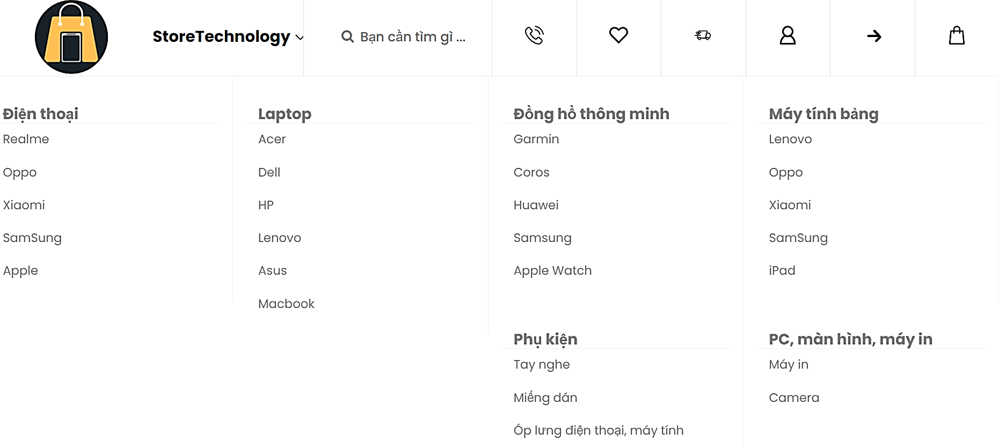 StoreTechnology
Bạn cần tìm gì ...
Điện thoại
Realme
Oppo
Xiaomi
SamSung
Apple
Laptop
Acer
Dell
HP
Lenovo
Asus
Macbook
Đồng hồ thông minh
Garmin
Coros
Huawei
Samsung
Apple Watch
Máy tính bảng
Lenovo
Oppo
Xiaomi
SamSung
iPad
Phụ kiện
Tay nghe
Miếng dán
Óp lưng điện thoại, máy tính
PC, màn hình, máy in
Máy in
Camera